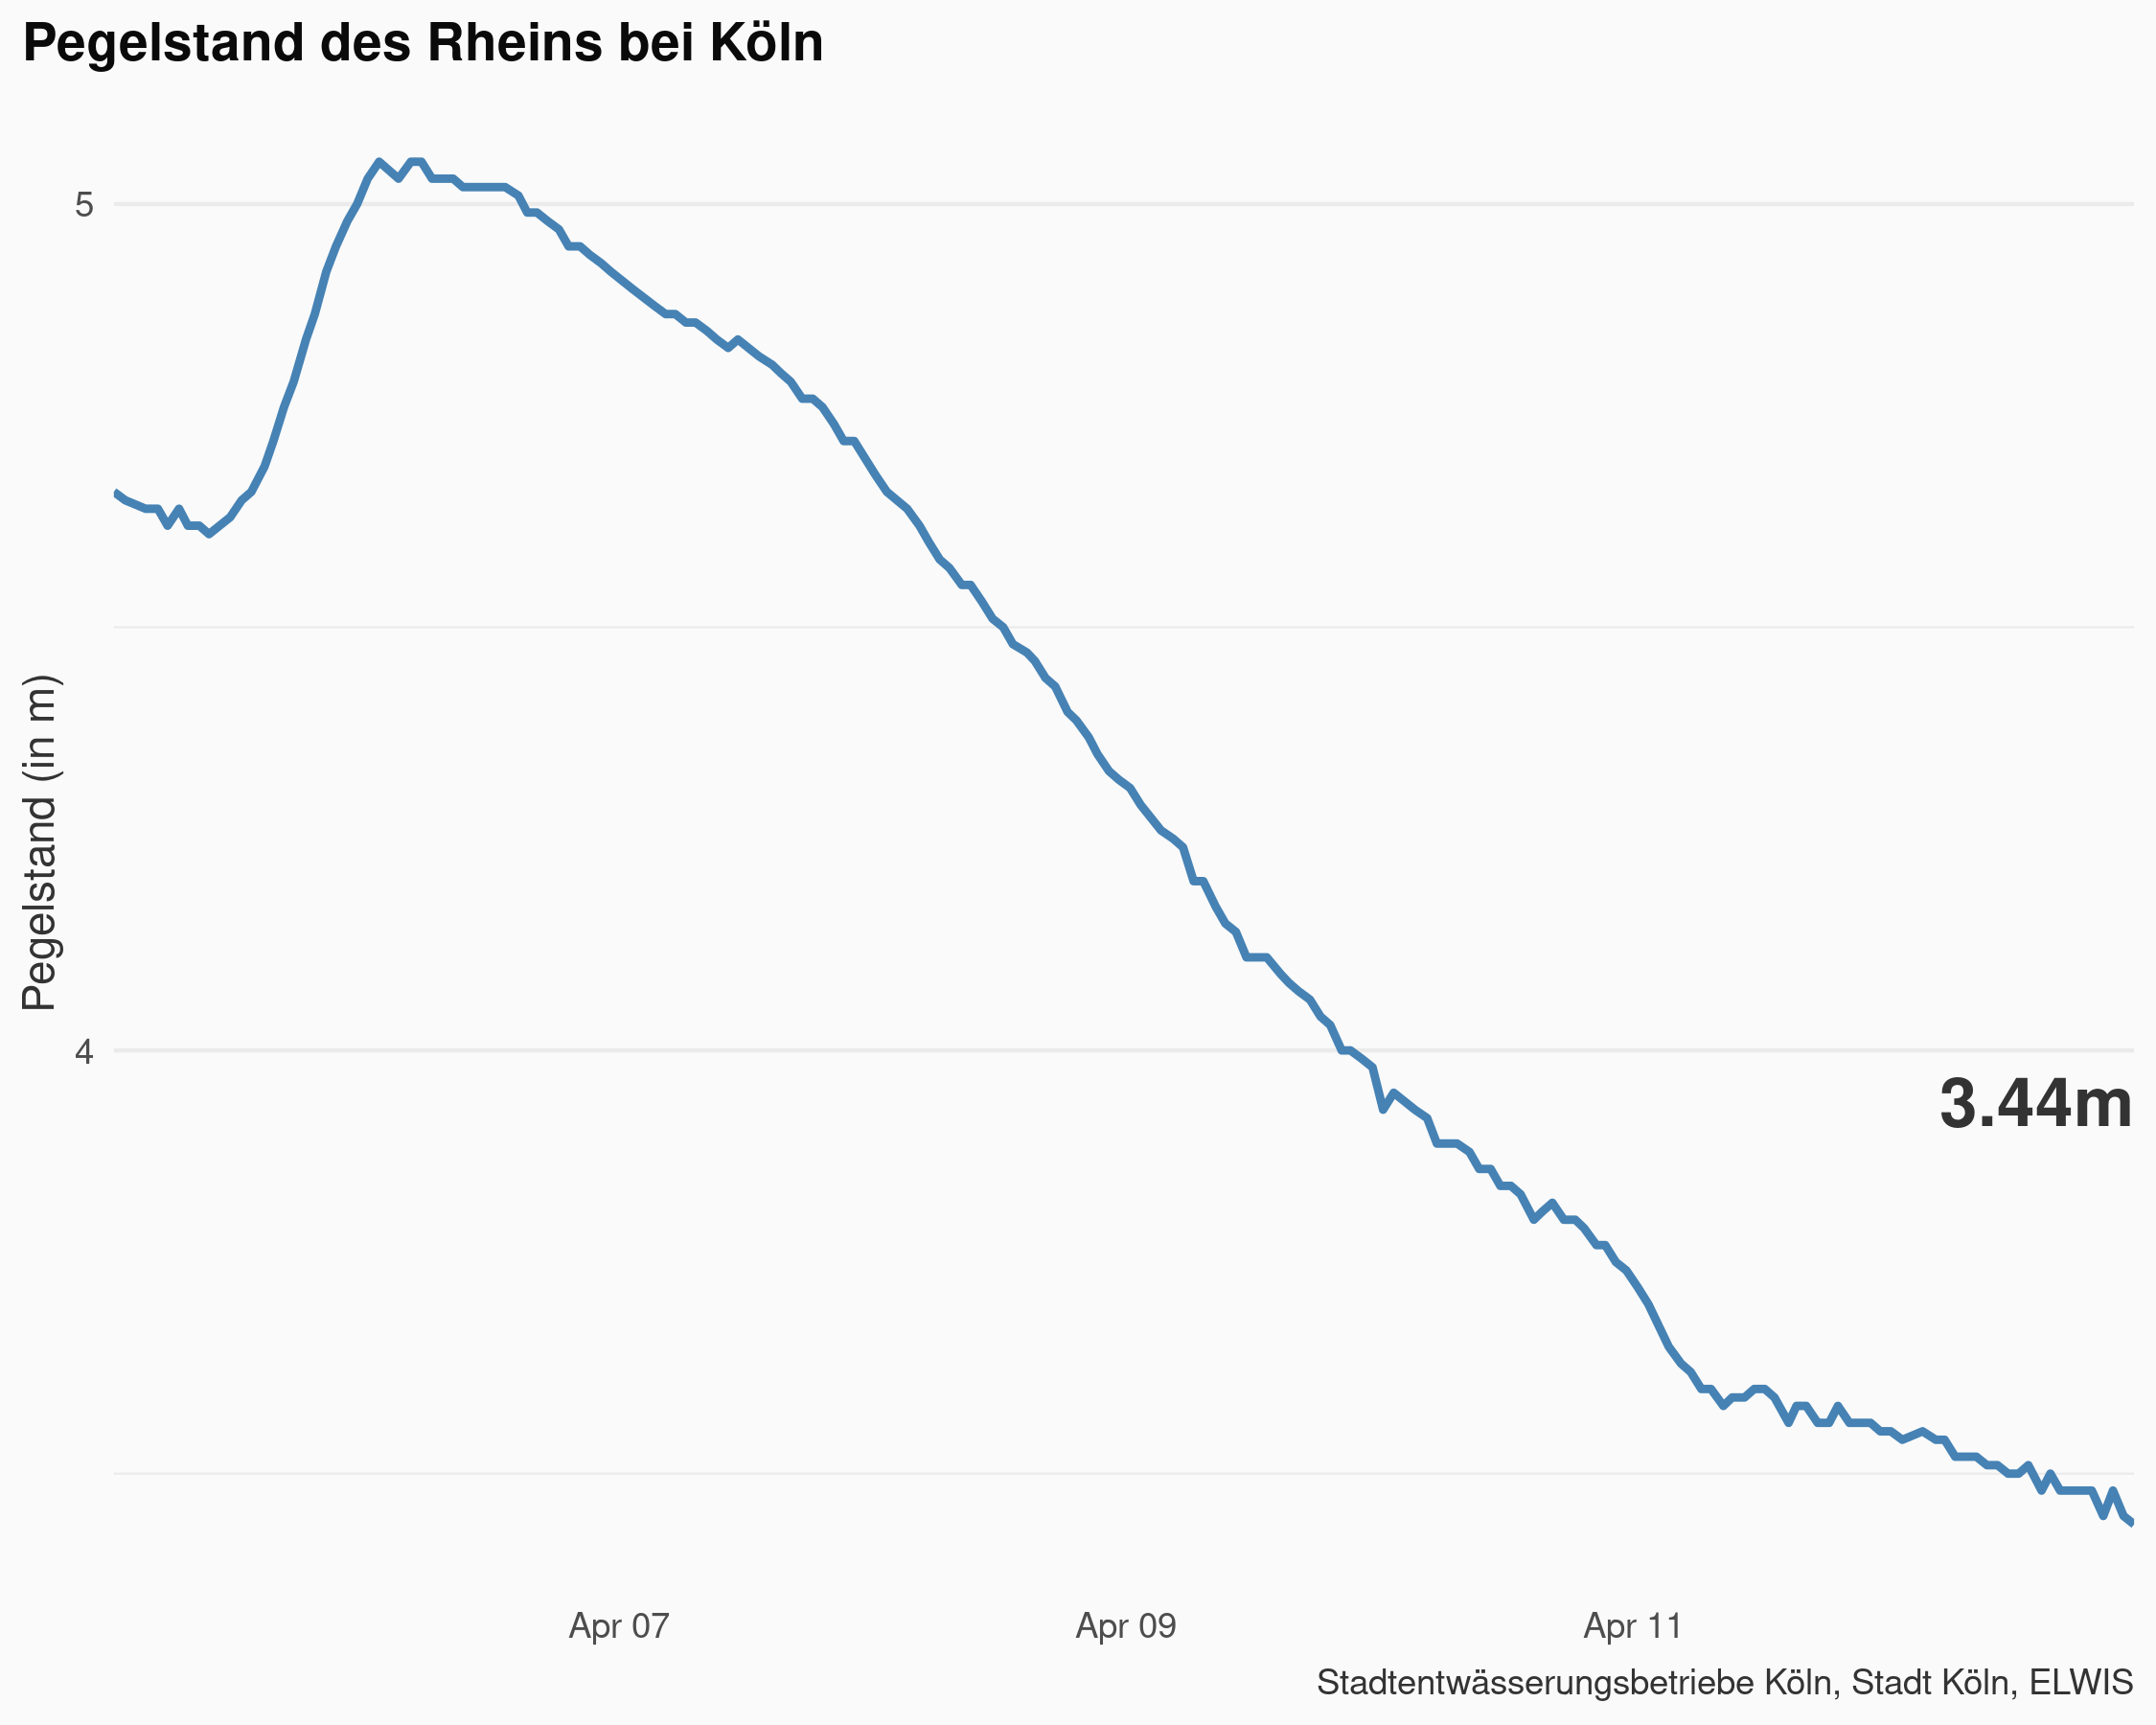 Pegelstand des Rheins bei Köln
Pegelstand (in m)
5
4
3.44m
Apr 07
Apr 09
Apr 11
Stadtentwässerungsbetriebe Köln, Stadt Köln, ELWIS